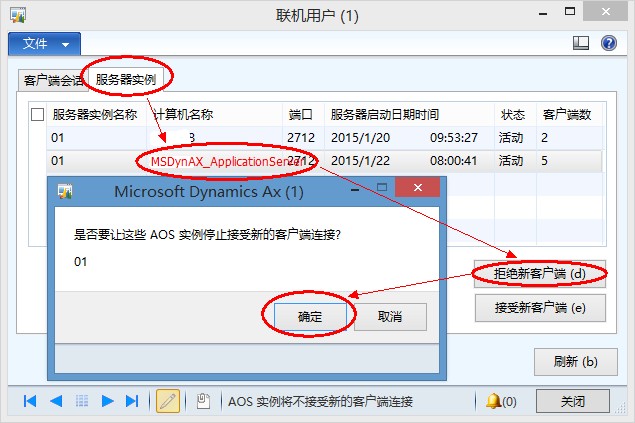 联机用户 (1)
文件
客户端会话 服务器实例
服务器实例名称 计算机名称 端口 服务器启动日期时间 状态 客户端数
01 3 2712 2015/1/20 09:53:27 活动 2
01 MSDynAX_ApplicationServer 2712 2015/1/22 08:00:41 活动 5
Microsoft Dynamics Ax (1)
是否要让这些 AOS 实例停止接受新的客户端连接?
01
确定 取消
拒绝新客户端 (d)
接受新客户端 (e)
刷新 (b)
AOS 实例将不接受新的客户端连接 (0) 关闭